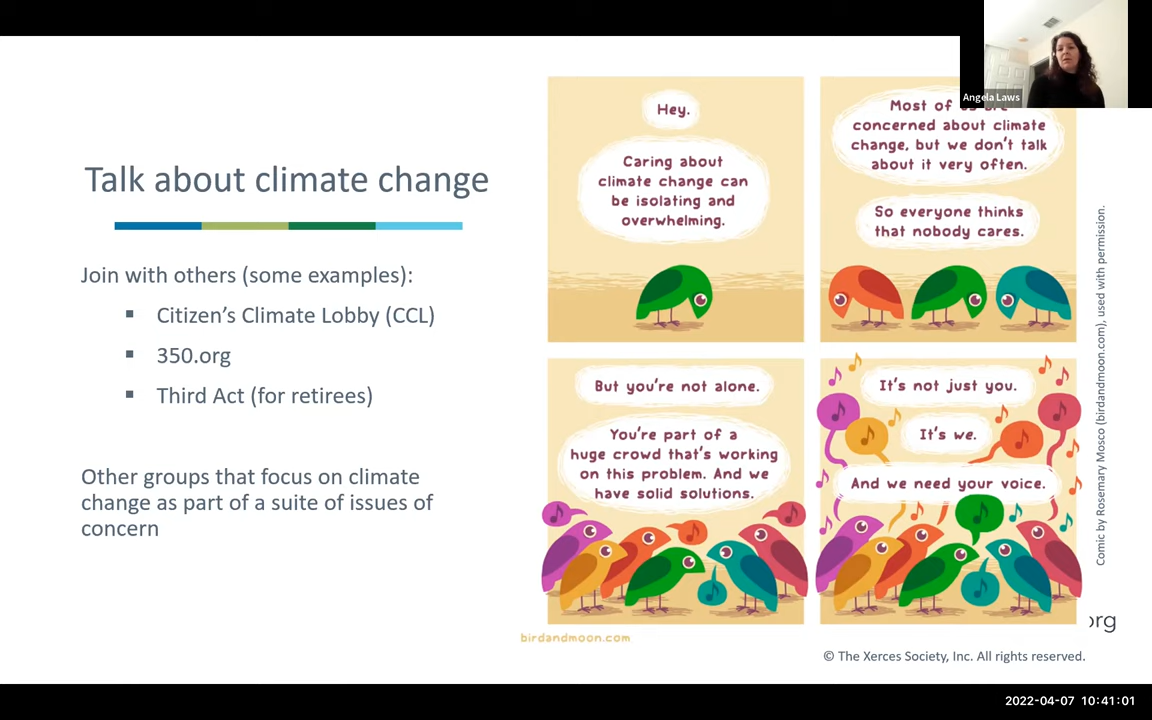 Angela Laws
Talk about climate change
Join with others (some examples):
▪ Citizen's Climate Lobby (CCL)
▪ 350.org
▪ Third Act (for retirees)
Other groups that focus on climate
change as part of a suite of issues of
concern
Hey.
Caring about
climate change can
be isolating and
overwhelming.
Most of us are
concerned about climate
change, but we don't talk
about it very often.
So everyone thinks
that nobody cares.
But you're not alone.
You're part of a
huge crowd that's working
on this problem. And we
have solid solutions.
It's not just you.
It's we.
And we need your voice.
birdandmoon.com
Comic by Rosemary Mosco (birdandmoon.com), used with permission.
org
© The Xerces Society, Inc. All rights reserved.
2022-04-07 10:41:01